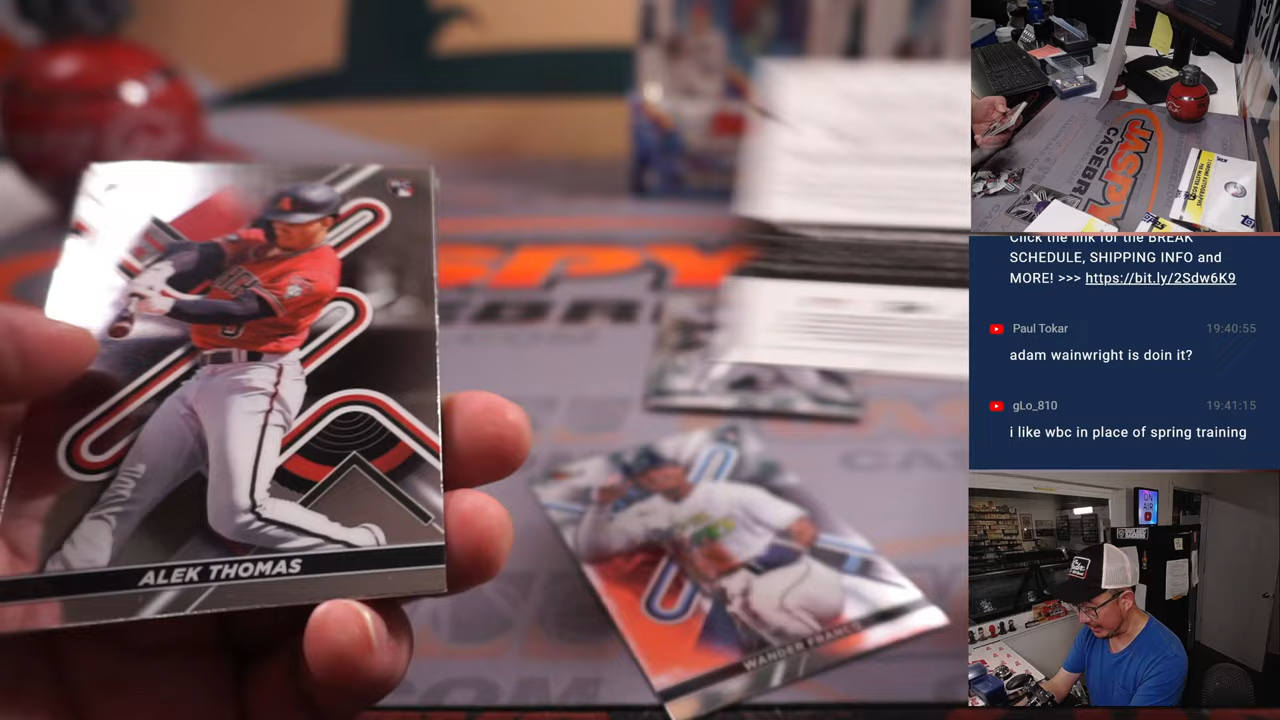 ALEK THOMAS
WANDER FRANCO
JASPY
CASEBR
Click the link for the BREAK
SCHEDULE, SHIPPING INFO and
MORE! >>> https://bit.ly/2Sdw6K9
Paul Tokar 19:40:55
adam wainwright is doin it?
gLo_810 19:41:15
i like wbc in place of spring training
ON
AIR